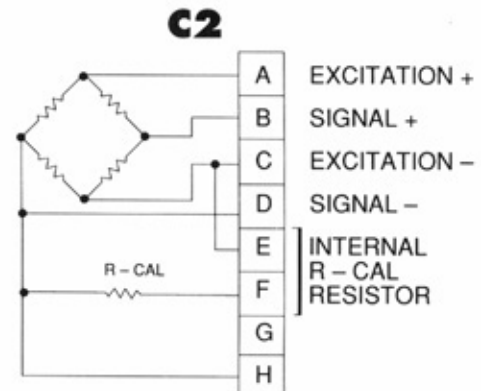 C2
A EXCITATION +
B SIGNAL +
C EXCITATION –
D SIGNAL –
E INTERNAL
R – CAL
F RESISTOR
R – CAL
G
H